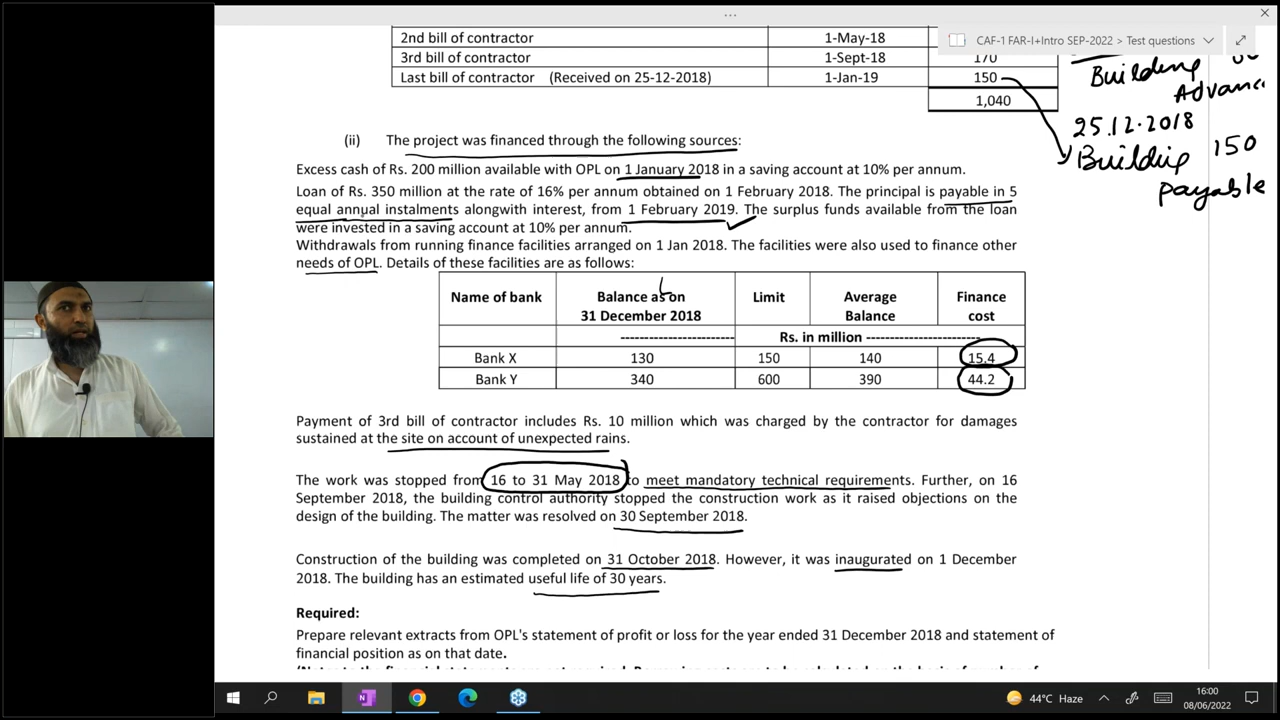 CAF-1 FAR-I+Intro SEP-2022 > Test questions
2nd bill of contractor 1-May-18
3rd bill of contractor 1-Sept-18 170
Last bill of contractor (Received on 25-12-2018) 1-Jan-19 150
1,040
Building
Advanc
25.12.2018
Building 150
payable
(ii) The project was financed through the following sources:
Excess cash of Rs. 200 million available with OPL on 1 January 2018 in a saving account at 10% per annum.
Loan of Rs. 350 million at the rate of 16% per annum obtained on 1 February 2018. The principal is payable in 5
equal annual instalments alongwith interest, from 1 February 2019. The surplus funds available from the loan
were invested in a saving account at 10% per annum.
Withdrawals from running finance facilities arranged on 1 Jan 2018. The facilities were also used to finance other
needs of OPL. Details of these facilities are as follows:
Name of bank Balance as on 31 December 2018 Limit Average Balance Finance cost
-------------------- Rs. in million -----------------------
Bank X 130 150 140 15.4
Bank Y 340 600 390 44.2
Payment of 3rd bill of contractor includes Rs. 10 million which was charged by the contractor for damages
sustained at the site on account of unexpected rains.
The work was stopped from 16 to 31 May 2018 to meet mandatory technical requirements. Further, on 16
September 2018, the building control authority stopped the construction work as it raised objections on the
design of the building. The matter was resolved on 30 September 2018.
Construction of the building was completed on 31 October 2018. However, it was inaugurated on 1 December
2018. The building has an estimated useful life of 30 years.
Required:
Prepare relevant extracts from OPL's statement of profit or loss for the year ended 31 December 2018 and statement of
financial position as on that date.
44°C Haze
16:00
08/06/2022